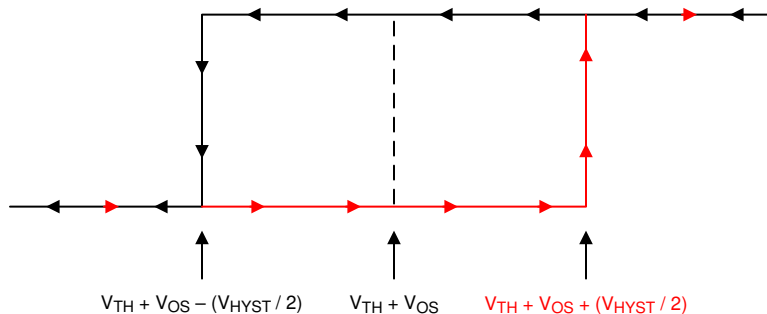 VTH + VOS – (VHYST / 2)
VTH + VOS
VTH + VOS + (VHYST / 2)